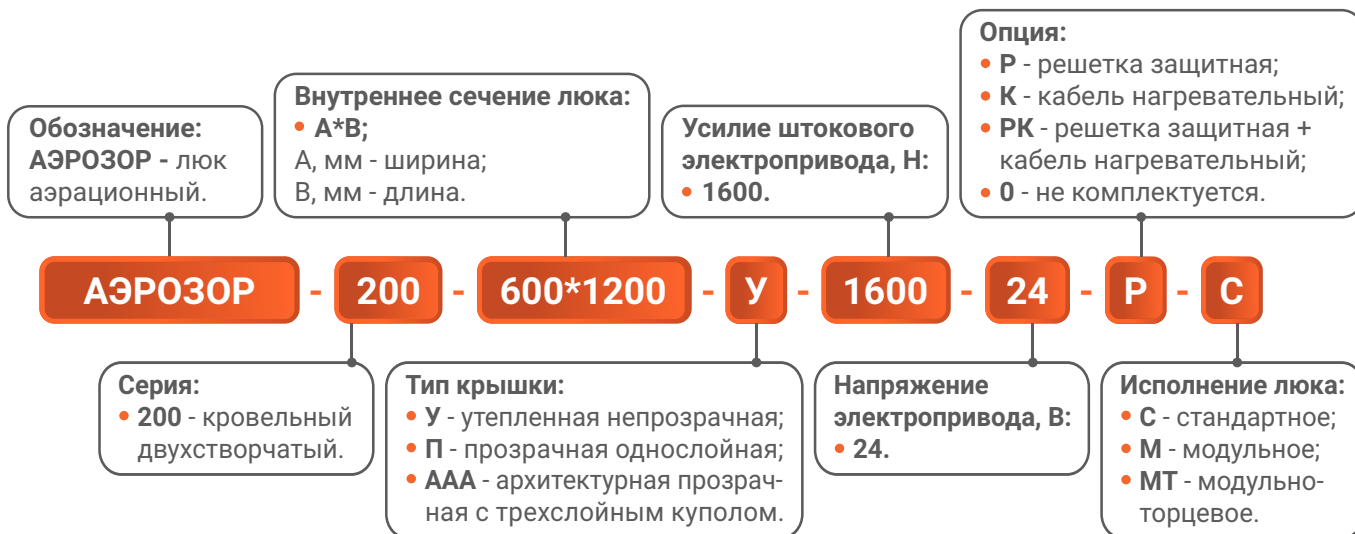 Обозначение:
АЭРОЗОР - люк
аэрационный.
Внутреннее сечение люка:
• А*В;
А, мм - ширина;
В, мм - длина.
Усилие штокового
электропривода, Н:
• 1600.
Опция:
• Р - решетка защитная;
• К - кабель нагревательный;
• РК - решетка защитная +
кабель нагревательный;
• 0 - не комплектуется.
АЭРОЗОР - 200 - 600*1200 - У - 1600 - 24 - Р - С
Серия:
• 200 - кровельный
двухстворчатый.
Тип крышки:
• У - утепленная непрозрачная;
• П - прозрачная однослойная;
• ААА - архитектурная прозрач-
ная с трехслойным куполом.
Напряжение
электропривода, В:
• 24.
Исполнение люка:
• С - стандартное;
• М - модульное;
• МТ - модульно-
торцевое.